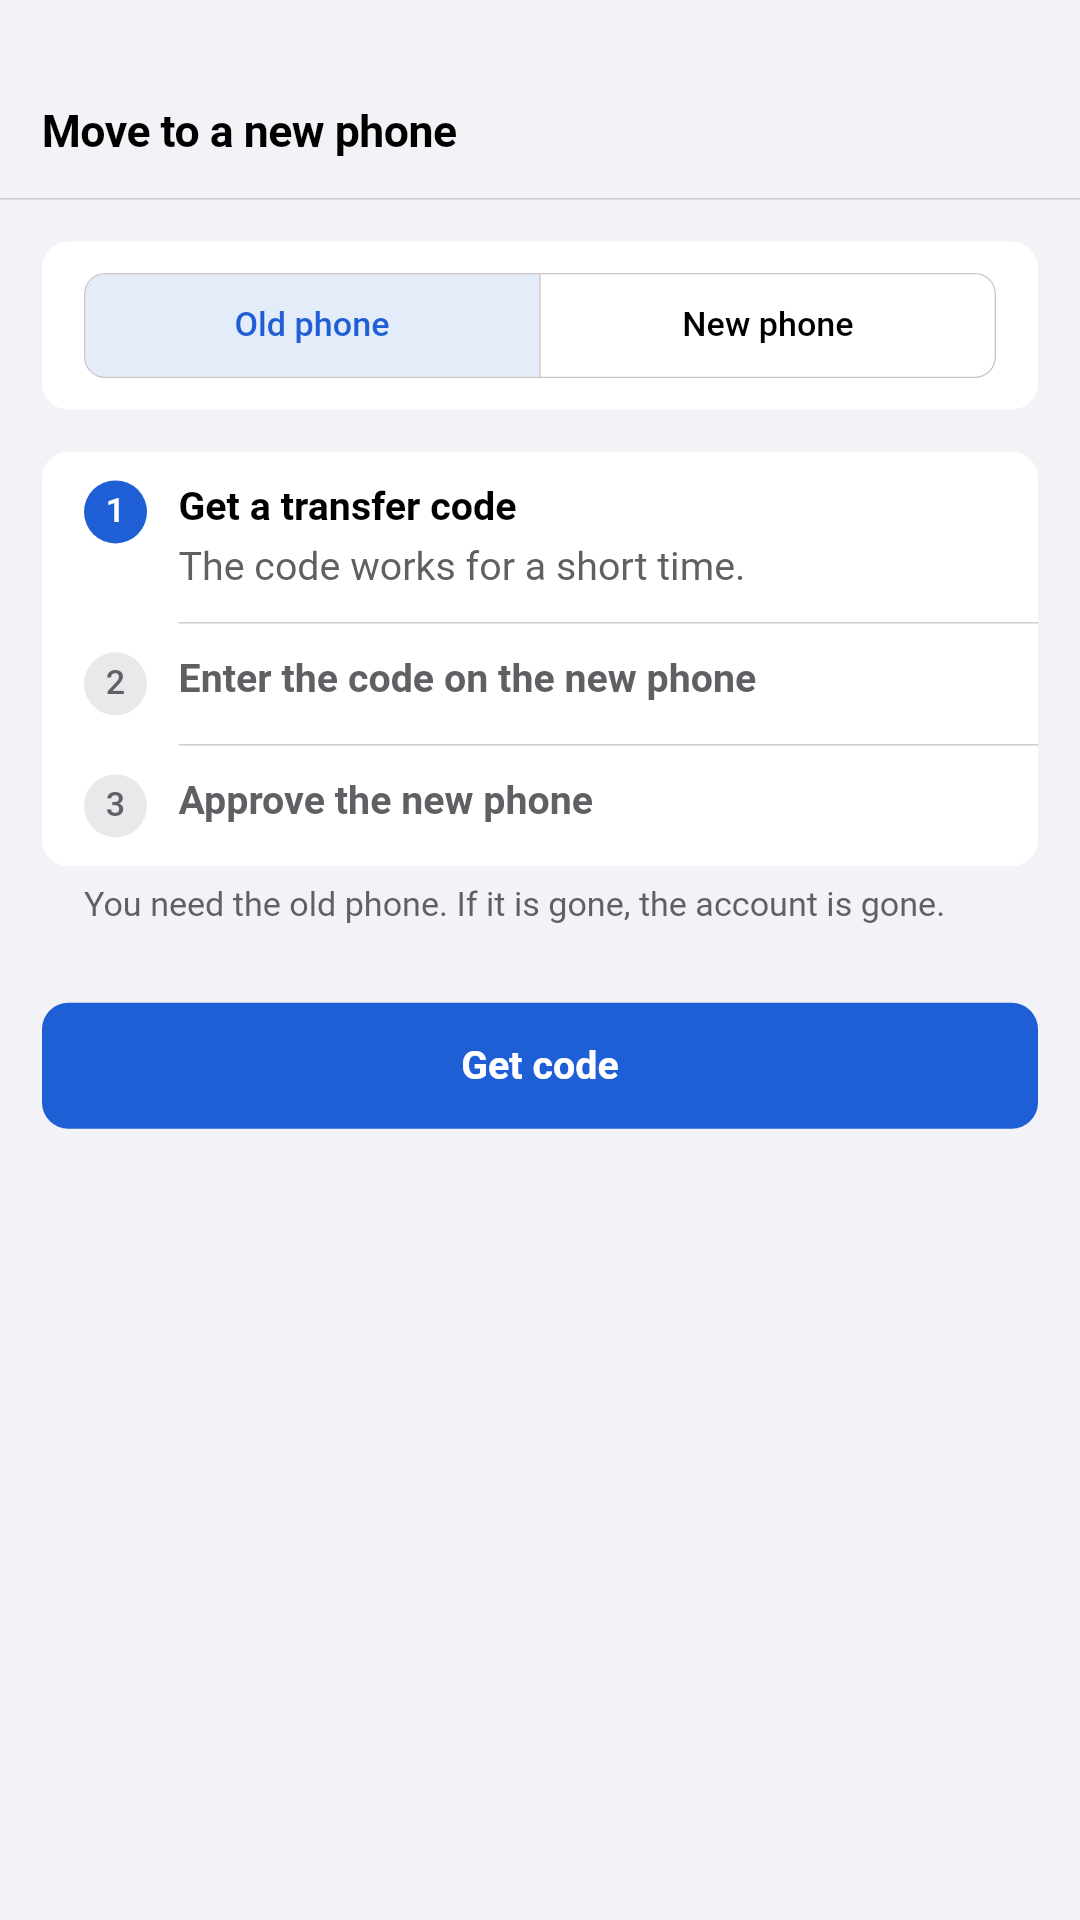 Move to a new phone
Old phone
New phone
1
Get a transfer code
The code works for a short time.
2
Enter the code on the new phone
3
Approve the new phone
You need the old phone. If it is gone, the account is gone.
Get code